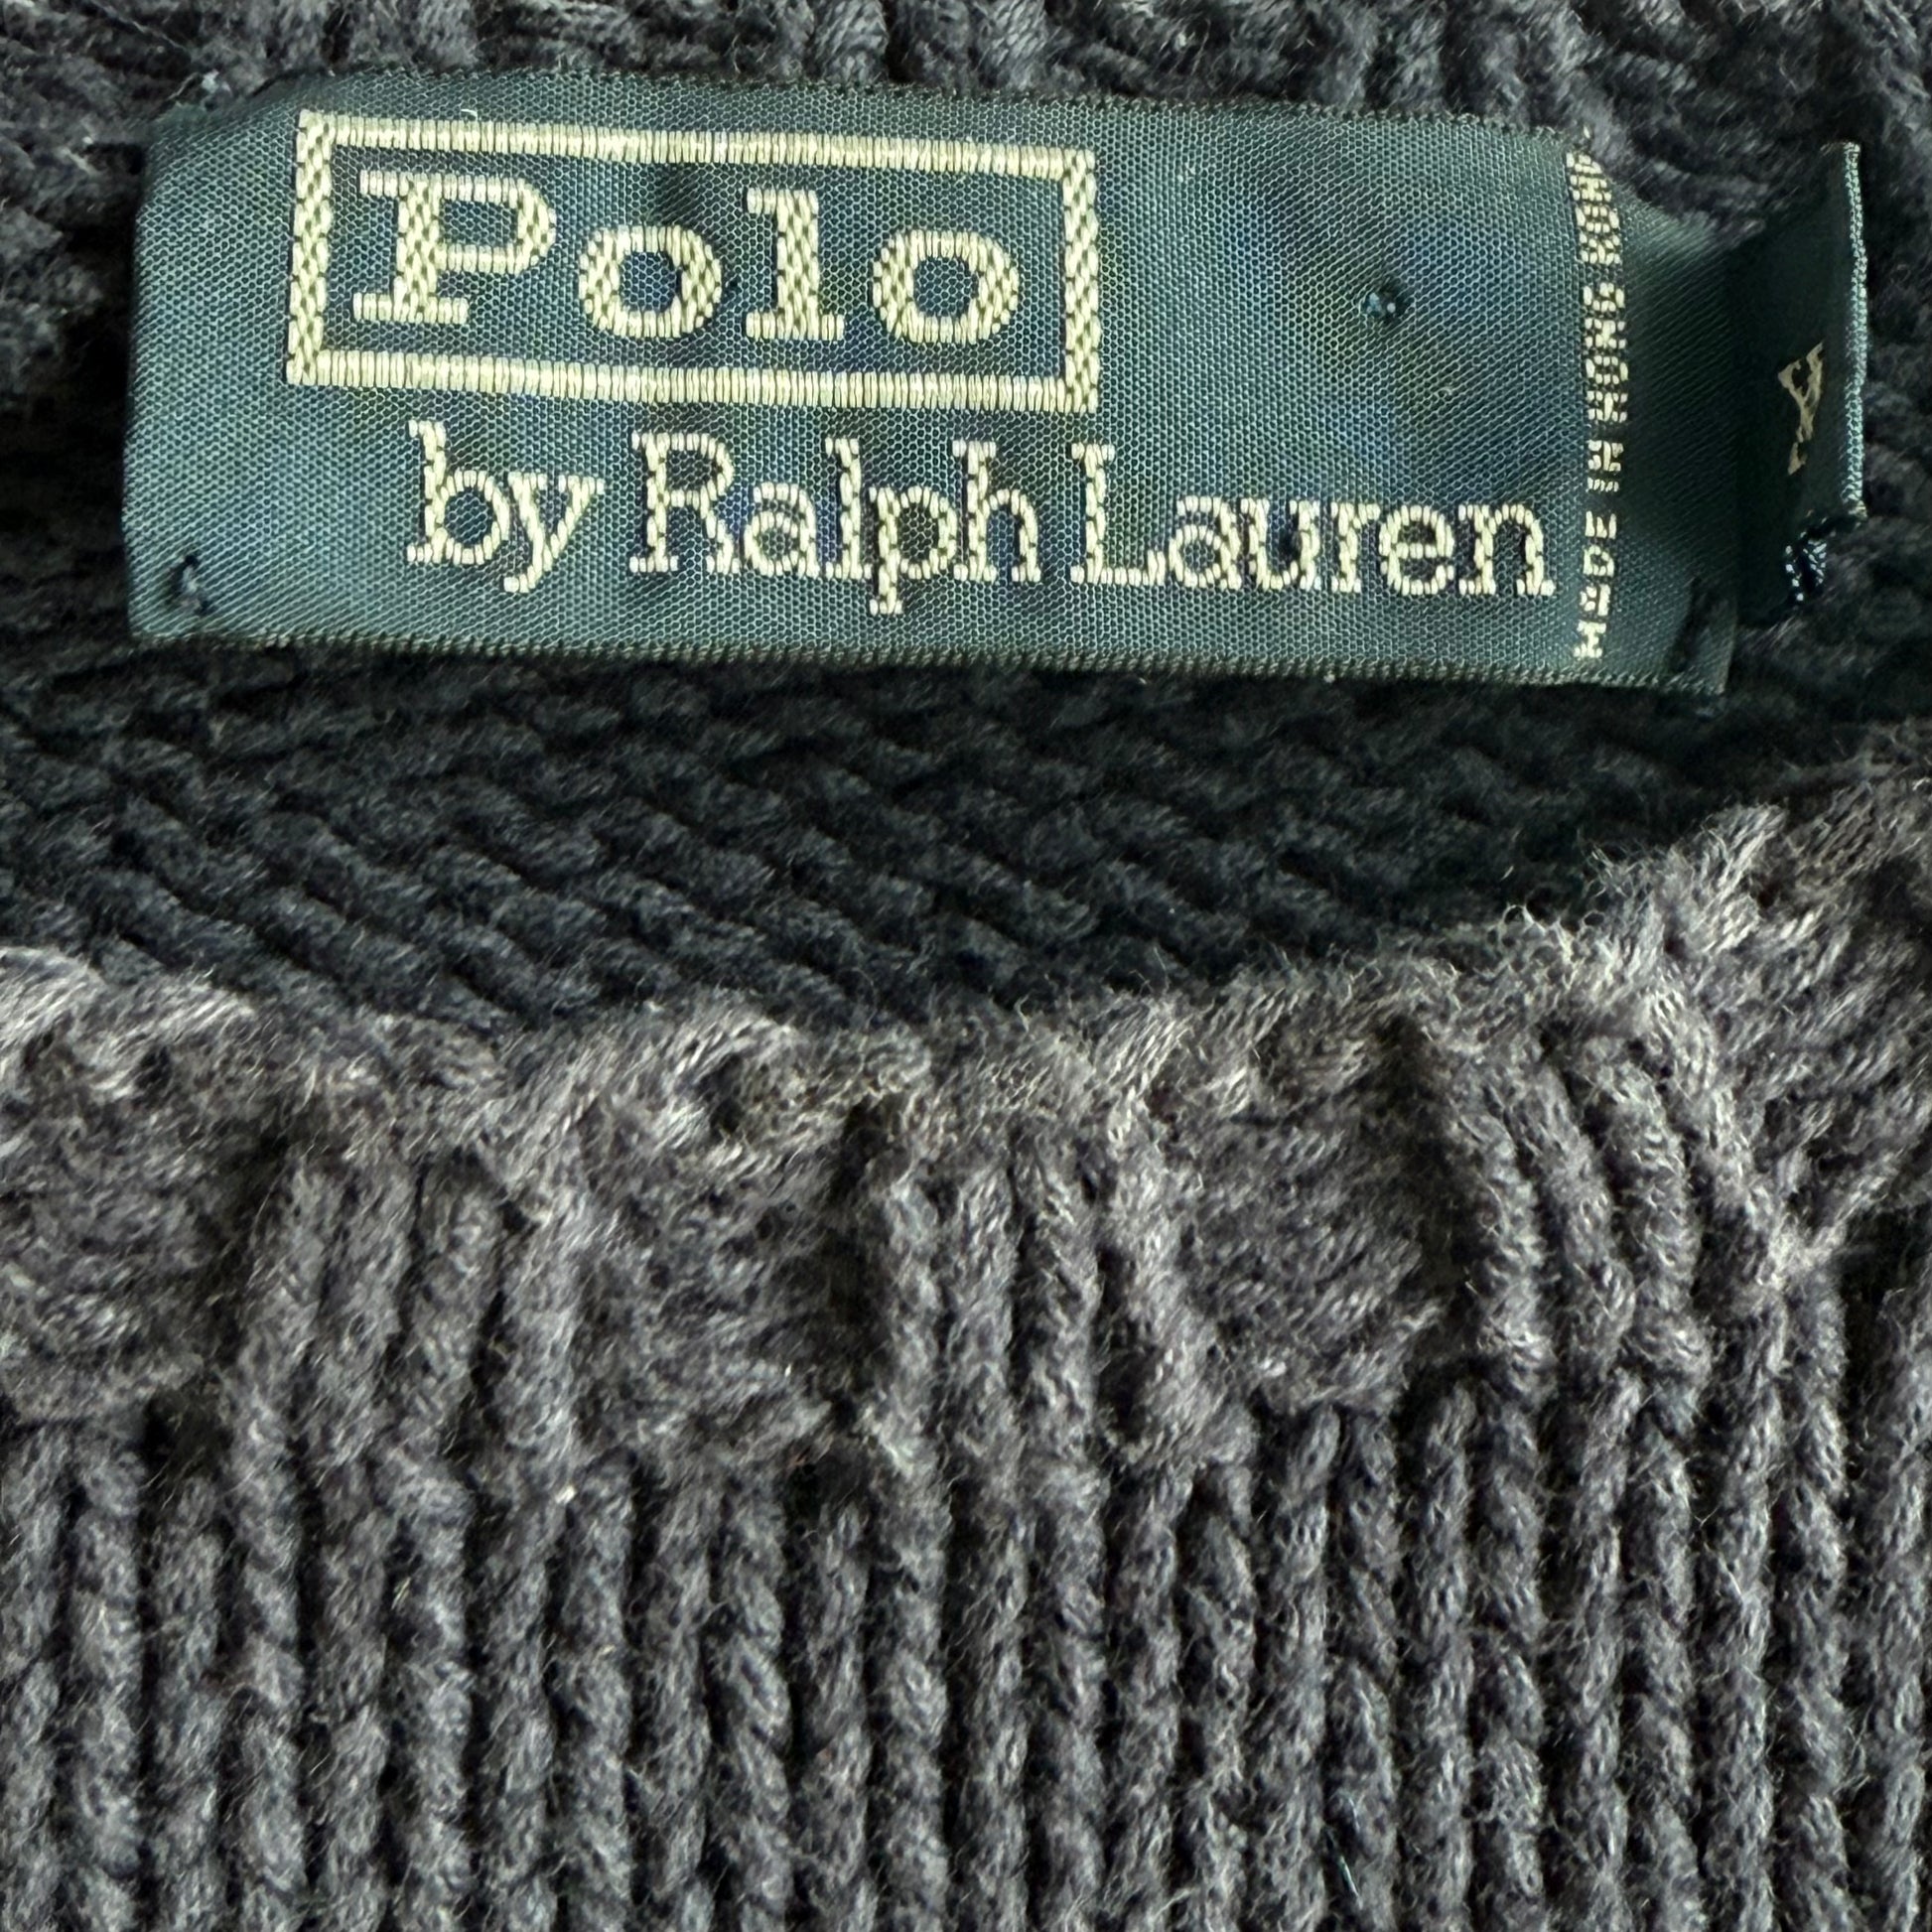 Polo
by Ralph Lauren
MADE IN HONG KONG